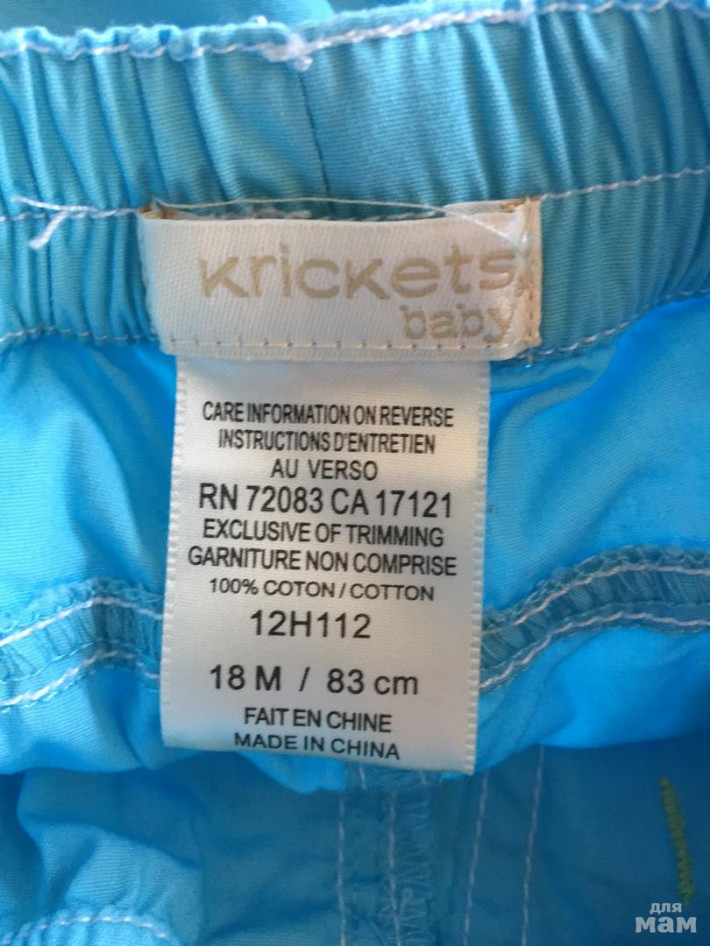 krickets
baby
CARE INFORMATION ON REVERSE
INSTRUCTIONS D'ENTRETIEN
AU VERSO
RN 72083 CA 17121
EXCLUSIVE OF TRIMMING
GARNITURE NON COMPRISE
100% COTON / COTTON
12H112
18 M / 83 cm
FAIT EN CHINE
MADE IN CHINA
для
мам